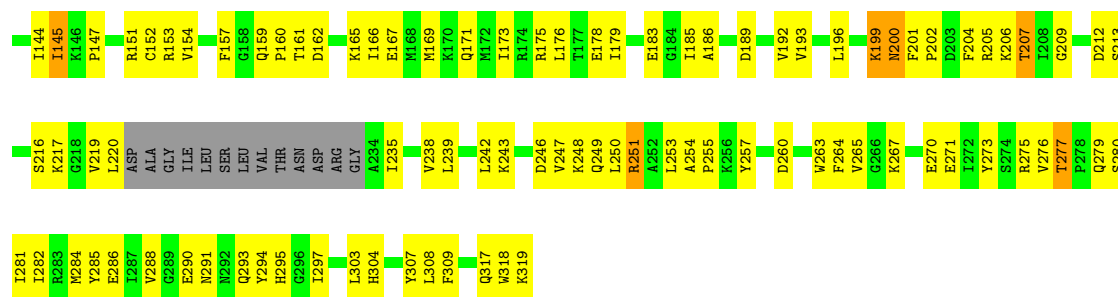 I144 I145 K146 P147 R151 C152 R153 V154 F157 G158 Q159 P160 T161 D162 K165 I166 E167 M168 M169 K170 Q171 M172 I173 R174 R175 L176 T177 E178 I179 E183 G184 I185 A186 D189 V192 V193 L196 K199 N200 F201 P202 D203 F204 R205 K206 T207 I208 G209 D212
S216 K217 G218 V219 L220 ASP ALA GLY ILE LEU SER LEU VAL THR ASN ASP ARG GLY A234 I235 V238 L239 L242 K243 D246 V247 K248 Q249 L250 R251 A252 L253 A254 P255 K256 Y257 D260 W263 F264 V265 G266 K267 E270 E271 I272 Y273 S274 R275 V276 T277 P278 Q279
I281 I282 R283 M284 Y285 E286 I287 V288 G289 E290 N291 N292 Q293 Y294 H295 G296 I297 L303 H304 Y307 L308 F309 Q317 W318 K319